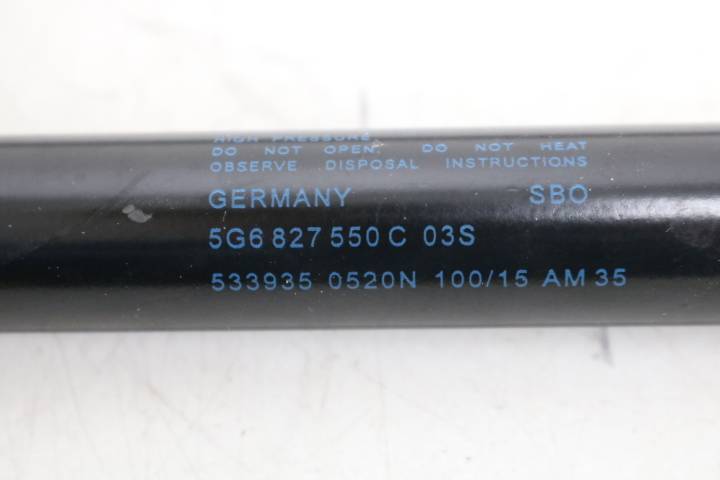 HIGH PRESSURE
DO NOT OPEN. DO NOT HEAT
OBSERVE DISPOSAL INSTRUCTIONS
GERMANY SBO
5G6 827 550 C 03S
533935 0520N 100/15 AM 35